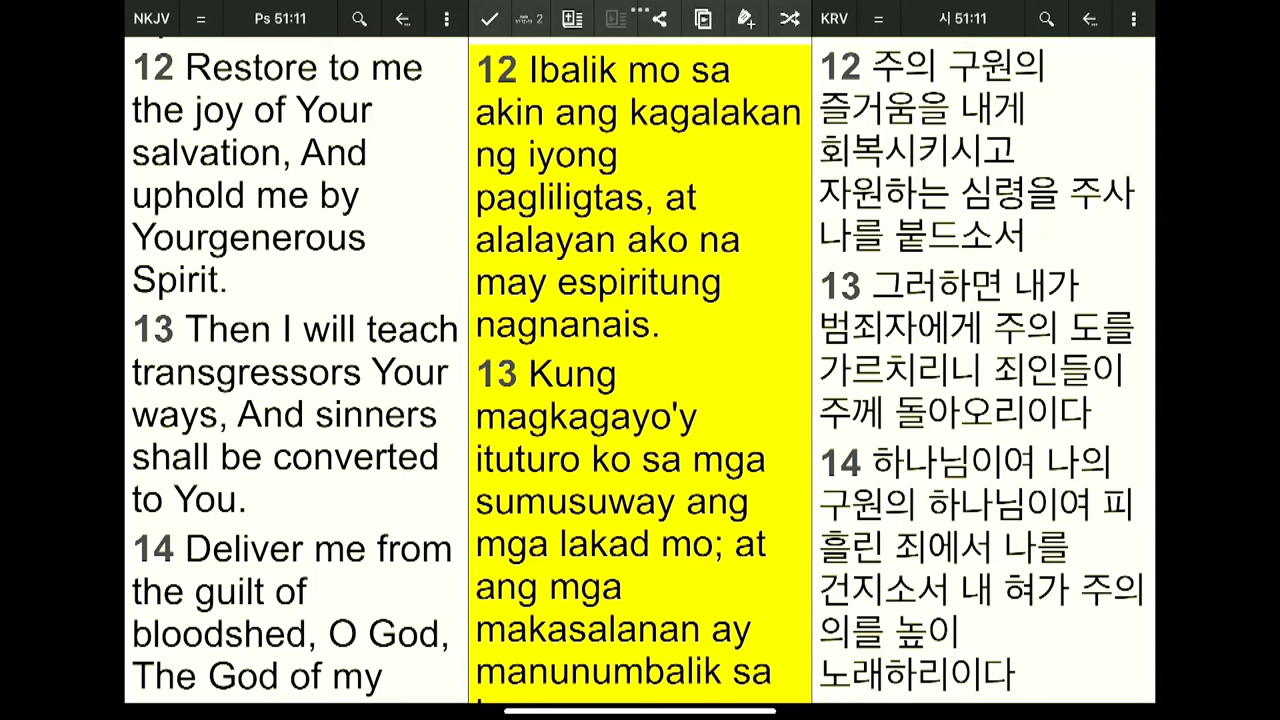 NKJV = Ps 51:11
2
KRV = 시 51:11
12 Restore to me
the joy of Your
salvation, And
uphold me by
Yourgenerous
Spirit.
13 Then I will teach
transgressors Your
ways, And sinners
shall be converted
to You.
14 Deliver me from
the guilt of
bloodshed, O God,
The God of my
12 Ibalik mo sa
akin ang kagalakan
ng iyong
pagliligtas, at
alalayan ako na
may espiritung
nagnanais.
13 Kung
magkagayo'y
ituturo ko sa mga
sumusuway ang
mga lakad mo; at
ang mga
makasalanan ay
manunumbalik sa
12 주의 구원의
즐거움을 내게
회복시키시고
자원하는 심령을 주사
나를 붙드소서
13 그러하면 내가
범죄자에게 주의 도를
가르치리니 죄인들이
주께 돌아오리이다
14 하나님이여 나의
구원의 하나님이여 피
흘린 죄에서 나를
건지소서 내 혀가 주의
의를 높이
노래하리이다